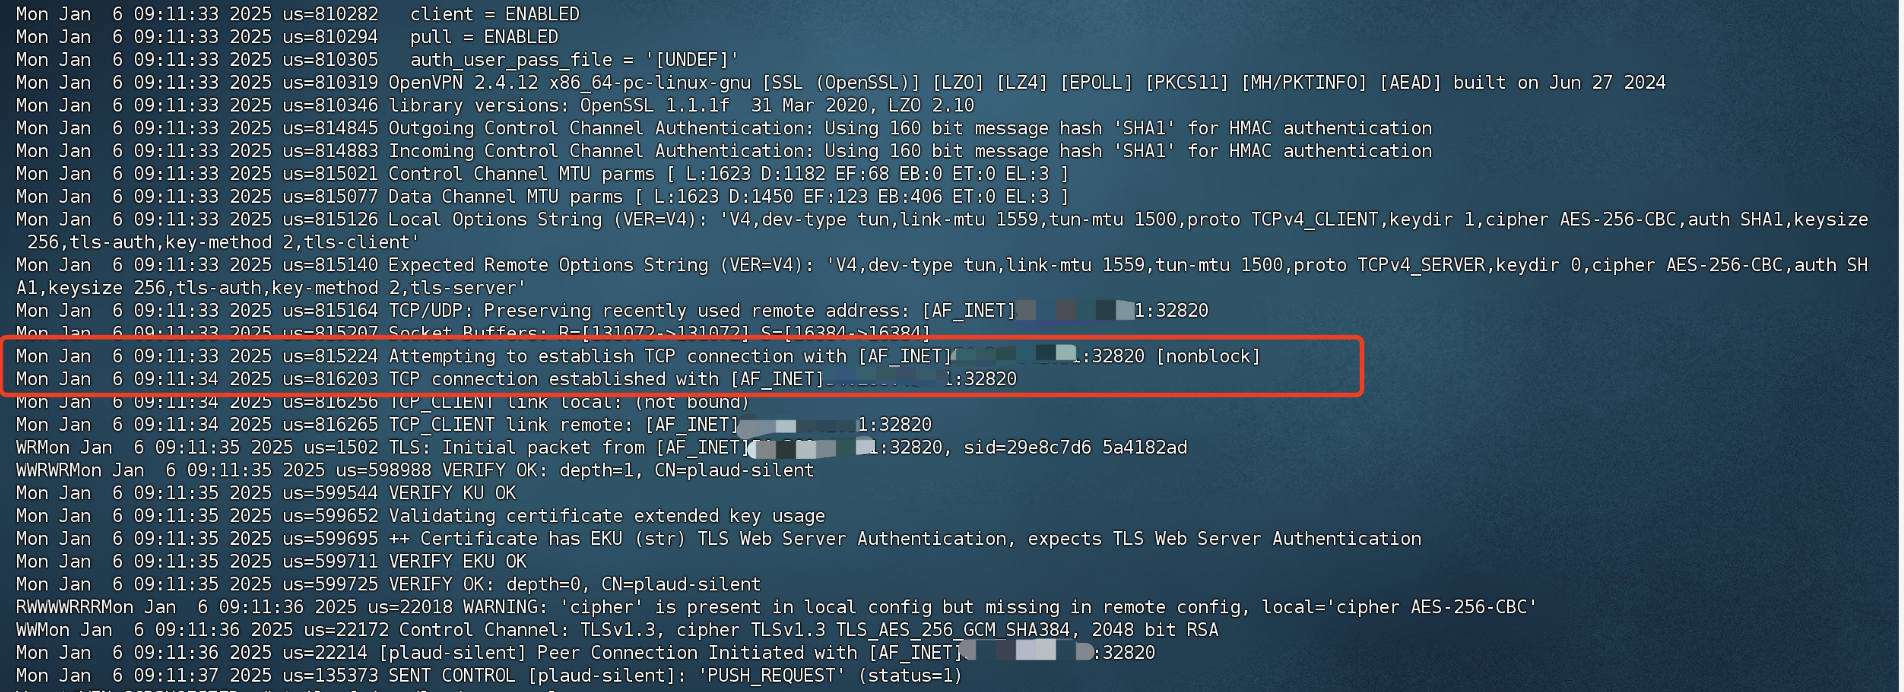 Mon Jan  6 09:11:33 2025 us=810282   client = ENABLED
Mon Jan  6 09:11:33 2025 us=810294   pull = ENABLED
Mon Jan  6 09:11:33 2025 us=810305   auth_user_pass_file = '[UNDEF]'
Mon Jan  6 09:11:33 2025 us=810319 OpenVPN 2.4.12 x86_64-pc-linux-gnu [SSL (OpenSSL)] [LZO] [LZ4] [EPOLL] [PKCS11] [MH/PKTINFO] [AEAD] built on Jun 27 2024
Mon Jan  6 09:11:33 2025 us=810346 library versions: OpenSSL 1.1.1f  31 Mar 2020, LZO 2.10
Mon Jan  6 09:11:33 2025 us=814845 Outgoing Control Channel Authentication: Using 160 bit message hash 'SHA1' for HMAC authentication
Mon Jan  6 09:11:33 2025 us=814883 Incoming Control Channel Authentication: Using 160 bit message hash 'SHA1' for HMAC authentication
Mon Jan  6 09:11:33 2025 us=815021 Control Channel MTU parms [ L:1623 D:1182 EF:68 EB:0 ET:0 EL:3 ]
Mon Jan  6 09:11:33 2025 us=815077 Data Channel MTU parms [ L:1623 D:1450 EF:123 EB:406 ET:0 EL:3 ]
Mon Jan  6 09:11:33 2025 us=815126 Local Options String (VER=V4): 'V4,dev-type tun,link-mtu 1559,tun-mtu 1500,proto TCPv4_CLIENT,keydir 1,cipher AES-256-CBC,auth SHA1,keysize
 256,tls-auth,key-method 2,tls-client'
Mon Jan  6 09:11:33 2025 us=815140 Expected Remote Options String (VER=V4): 'V4,dev-type tun,link-mtu 1559,tun-mtu 1500,proto TCPv4_SERVER,keydir 0,cipher AES-256-CBC,auth SH
A1,keysize 256,tls-auth,key-method 2,tls-server'
Mon Jan  6 09:11:33 2025 us=815164 TCP/UDP: Preserving recently used remote address: [AF_INET]1:32820
Mon Jan  6 09:11:33 2025 us=815207 Socket Buffers: R=[131072->131072] S=[16384->16384]
Mon Jan  6 09:11:33 2025 us=815224 Attempting to establish TCP connection with [AF_INET]1:32820 [nonblock]
Mon Jan  6 09:11:34 2025 us=816203 TCP connection established with [AF_INET]1:32820
Mon Jan  6 09:11:34 2025 us=816256 TCP_CLIENT link local: (not bound)
Mon Jan  6 09:11:34 2025 us=816265 TCP_CLIENT link remote: [AF_INET]1:32820
WRMon Jan  6 09:11:35 2025 us=1502 TLS: Initial packet from [AF_INET]1:32820, sid=29e8c7d6 5a4182ad
WWRWRMon Jan  6 09:11:35 2025 us=598988 VERIFY OK: depth=1, CN=plaud-silent
Mon Jan  6 09:11:35 2025 us=599544 VERIFY KU OK
Mon Jan  6 09:11:35 2025 us=599652 Validating certificate extended key usage
Mon Jan  6 09:11:35 2025 us=599695 ++ Certificate has EKU (str) TLS Web Server Authentication, expects TLS Web Server Authentication
Mon Jan  6 09:11:35 2025 us=599711 VERIFY EKU OK
Mon Jan  6 09:11:35 2025 us=599725 VERIFY OK: depth=0, CN=plaud-silent
RWWWWRRRMon Jan  6 09:11:36 2025 us=22018 WARNING: 'cipher' is present in local config but missing in remote config, local='cipher AES-256-CBC'
WWMon Jan  6 09:11:36 2025 us=22172 Control Channel: TLSv1.3, cipher TLSv1.3 TLS_AES_256_GCM_SHA384, 2048 bit RSA
Mon Jan  6 09:11:36 2025 us=22214 [plaud-silent] Peer Connection Initiated with [AF_INET]:32820
Mon Jan  6 09:11:37 2025 us=135373 SENT CONTROL [plaud-silent]: 'PUSH_REQUEST' (status=1)